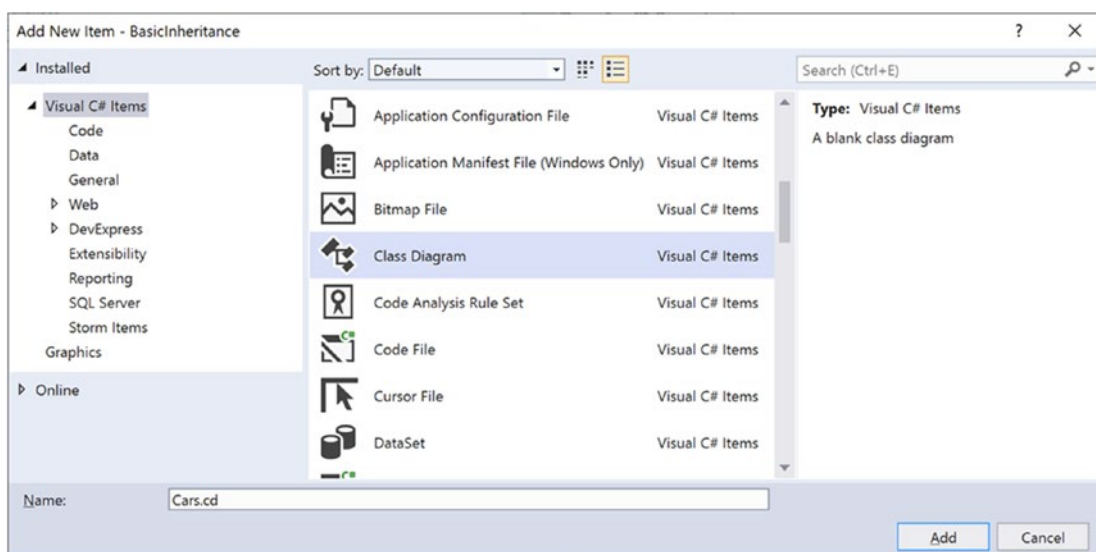 Add New Item - BasicInheritance
?
Installed
Sort by: Default
Search (Ctrl+E)
Visual C# Items
Code
Data
General
Web
DevExpress
Extensibility
Reporting
SQL Server
Storm Items
Graphics
Online
Application Configuration File Visual C# Items
Application Manifest File (Windows Only) Visual C# Items
Bitmap File Visual C# Items
Class Diagram Visual C# Items
Code Analysis Rule Set Visual C# Items
C#
Code File Visual C# Items
Cursor File Visual C# Items
DataSet Visual C# Items
C#
Type: Visual C# Items
A blank class diagram
Name: Cars.cd
Add Cancel